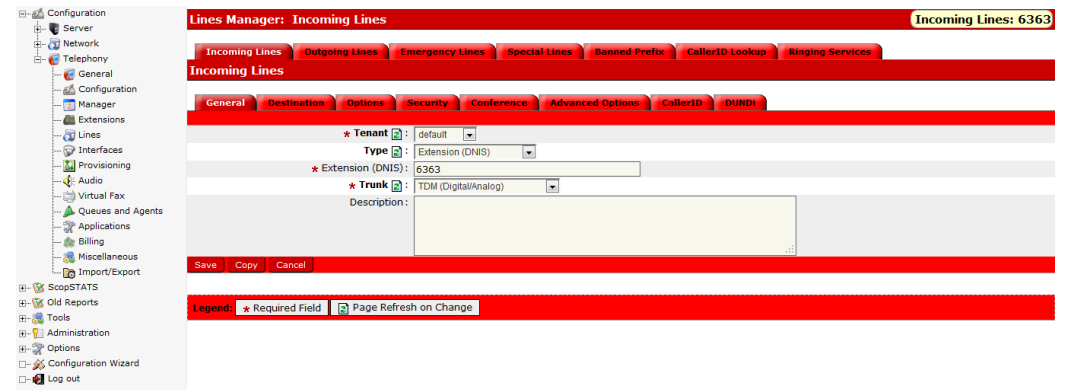 Configuration
Server
Network
Telephony
General
Configuration
Manager
Extensions
Lines
Interfaces
Provisioning
Audio
Virtual Fax
Queues and Agents
Applications
Billing
Miscellaneous
Import/Export
ScopSTATS
Old Reports
Tools
Administration
Options
Configuration Wizard
Log out
Lines Manager: Incoming Lines
Incoming Lines: 6363
Incoming Lines Outgoing Lines Emergency Lines Special Lines Banned Prefix CallerID Lookup Ringing Services
Incoming Lines
General Destination Options Security Conference Advanced Options CallerID DUNDi
* Tenant : default
Type : Extension (DNIS)
* Extension (DNIS): 6363
* Trunk : TDM (Digital/Analog)
Description:
Save Copy Cancel
Legend: * Required Field Page Refresh on Change